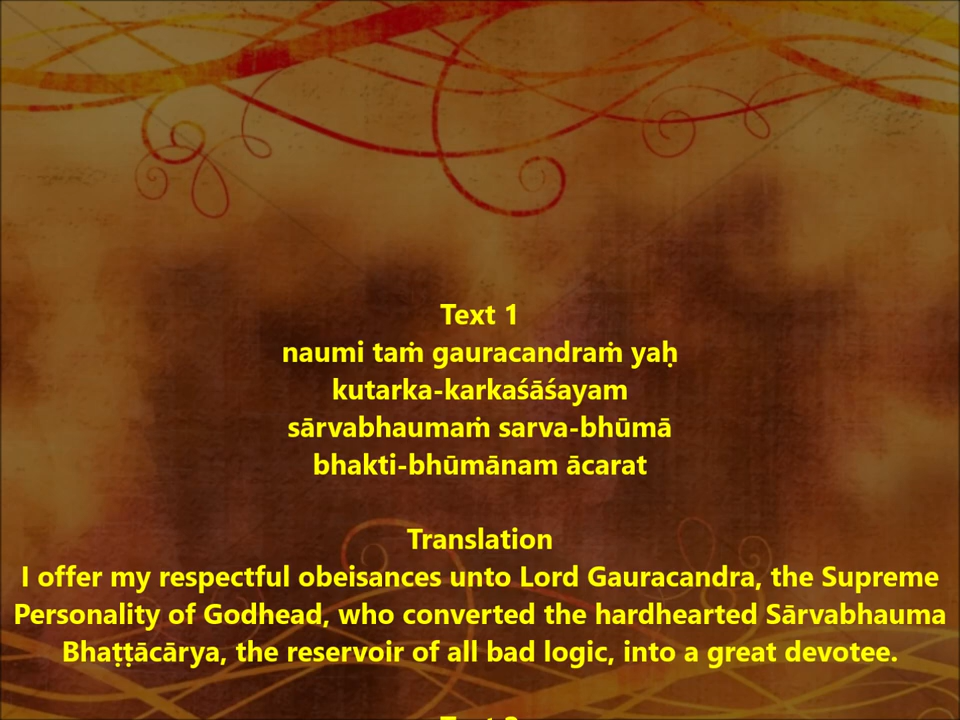 Text 1
naumi taṁ gauracandraṁ yaḥ
kutarka-karkaśāśayam
sārvabhaumaṁ sarva-bhūmā
bhakti-bhūmānam ācarat
Translation
I offer my respectful obeisances unto Lord Gauracandra, the Supreme
Personality of Godhead, who converted the hardhearted Sārvabhauma
Bhaṭṭācārya, the reservoir of all bad logic, into a great devotee.